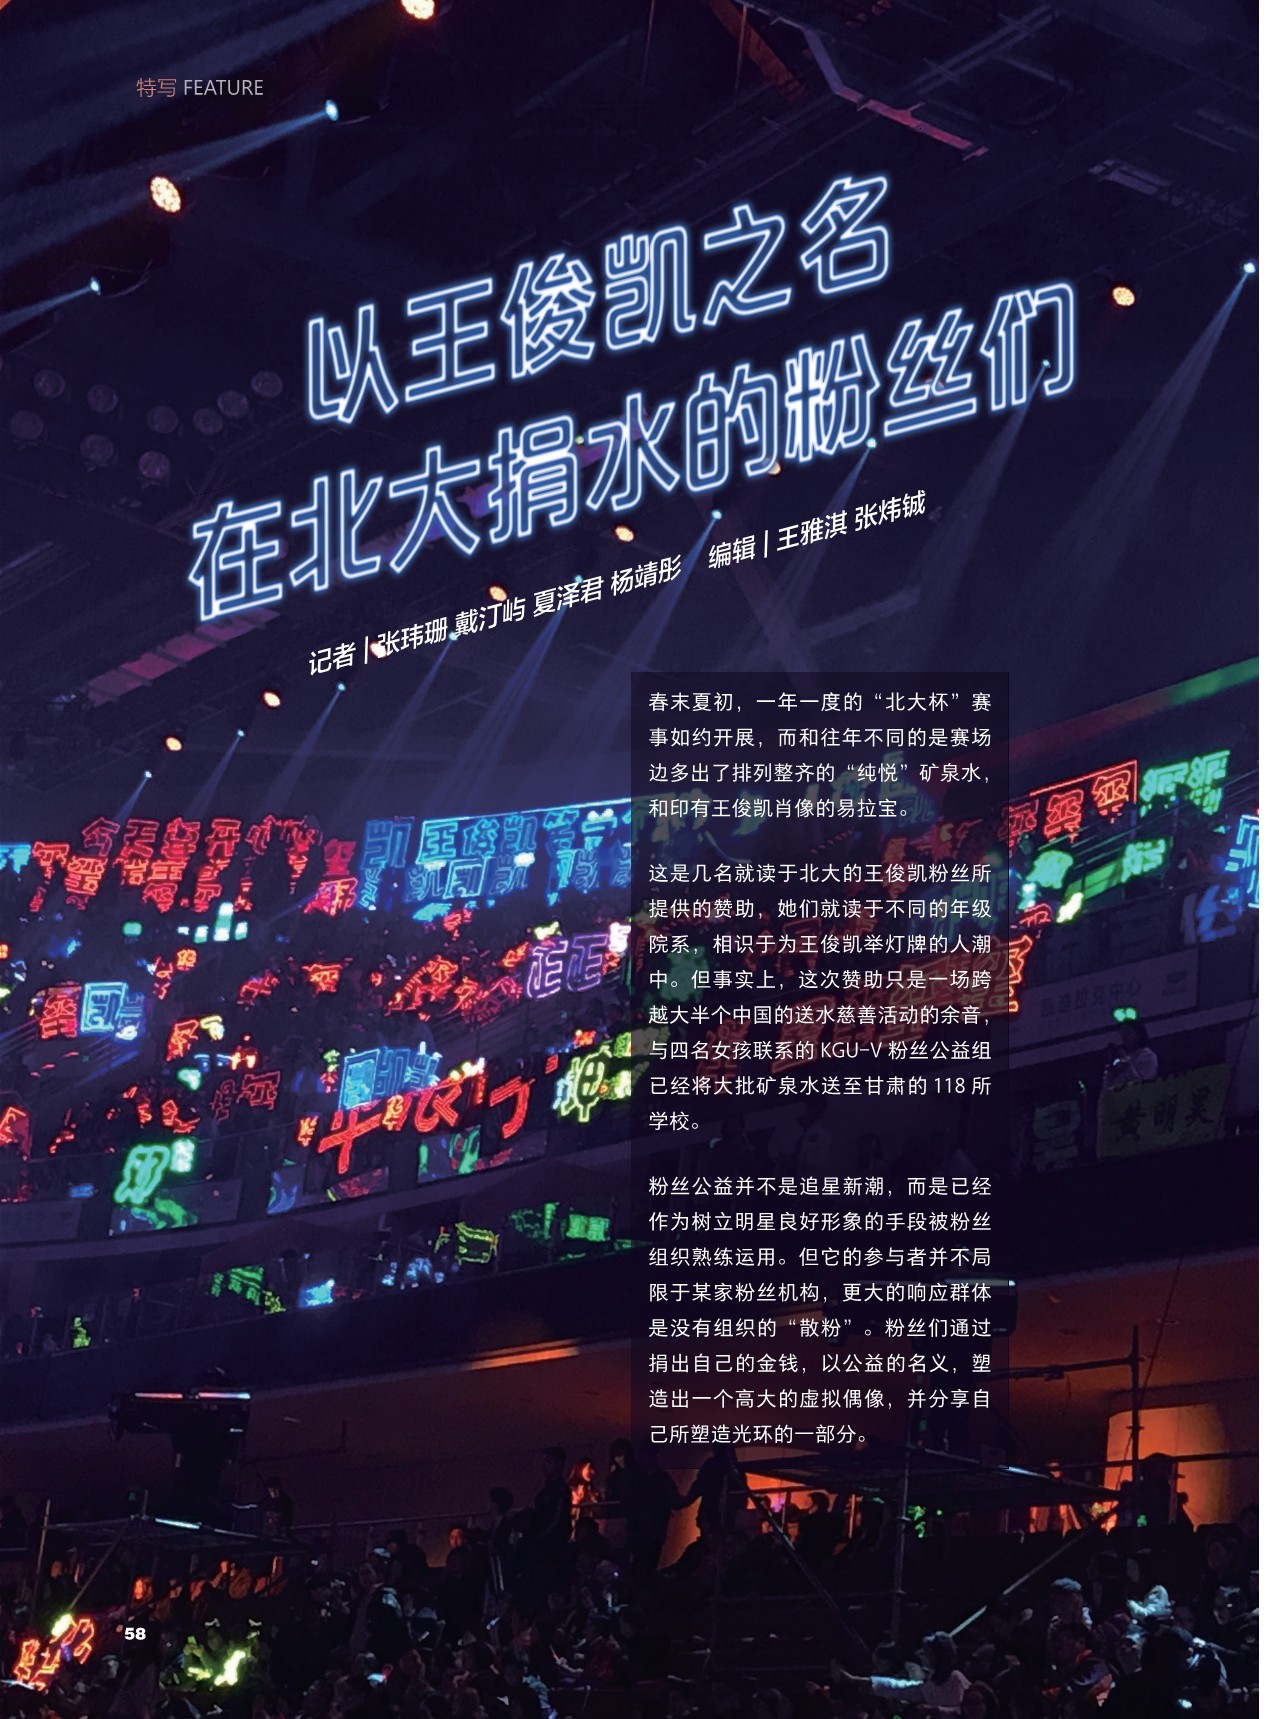 特写 FEATURE
以王俊凯之名
在北大捐水的粉丝们
记者 | 张玮珊 戴汀屿 夏泽君 杨靖彤 编辑 | 王雅淇 张炜铖
春末夏初，一年一度的“北大杯”赛
事如约开展，而和往年不同的是赛场
边多出了排列整齐的“纯悦”矿泉水，
和印有王俊凯肖像的易拉宝。
这是几名就读于北大的王俊凯粉丝所
提供的赞助，她们就读于不同的年级
院系，相识于为王俊凯举灯牌的人潮
中。但事实上，这次赞助只是一场跨
越大半个中国的送水慈善活动的余音，
与四名女孩联系的 KGU-V 粉丝公益组
已经将大批矿泉水送至甘肃的 118 所
学校。
粉丝公益并不是追星新潮，而是已经
作为树立明星良好形象的手段被粉丝
组织熟练运用。但它的参与者并不局
限于某家粉丝机构，更大的响应群体
是没有组织的“散粉”。粉丝们通过
捐出自己的金钱，以公益的名义，塑
造出一个高大的虚拟偶像，并分享自
己所塑造光环的一部分。
王俊凯
黄明昊
58